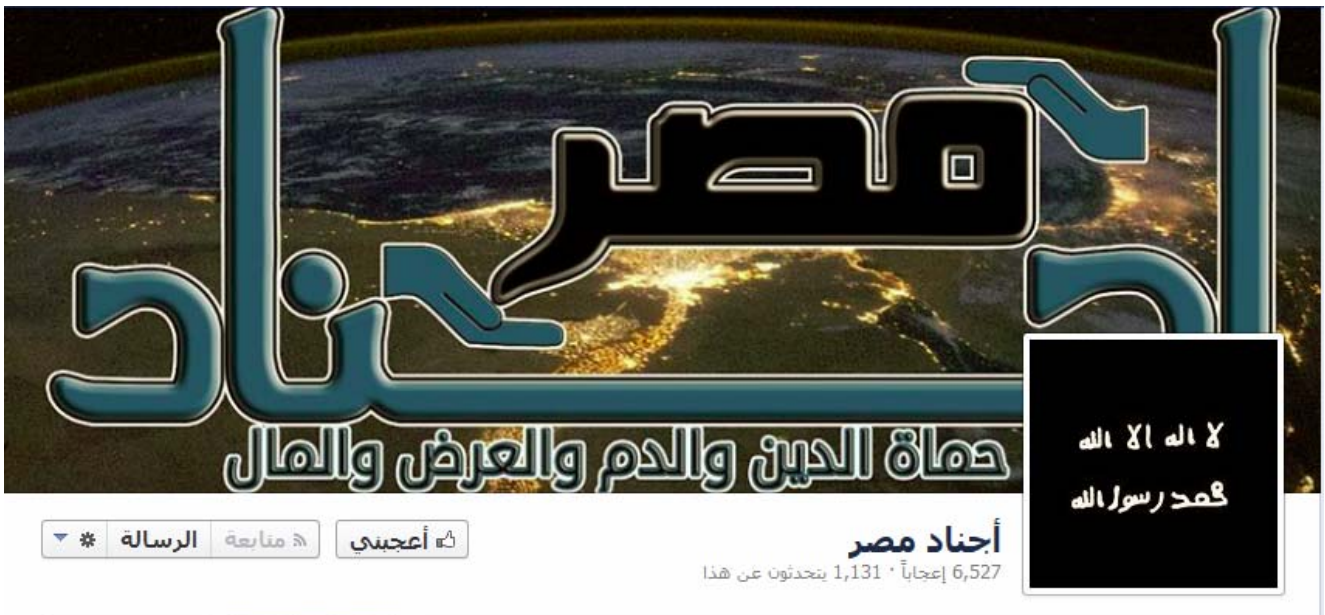 أجناد مصر
حماة الدين والدم والعرض والمال
لا اله الا الله
محمد رسول الله
أجناد مصر
6,527 إعجاباً · 1,131 يتحدثون عن هذا
أعجبني
متابعة
الرسالة